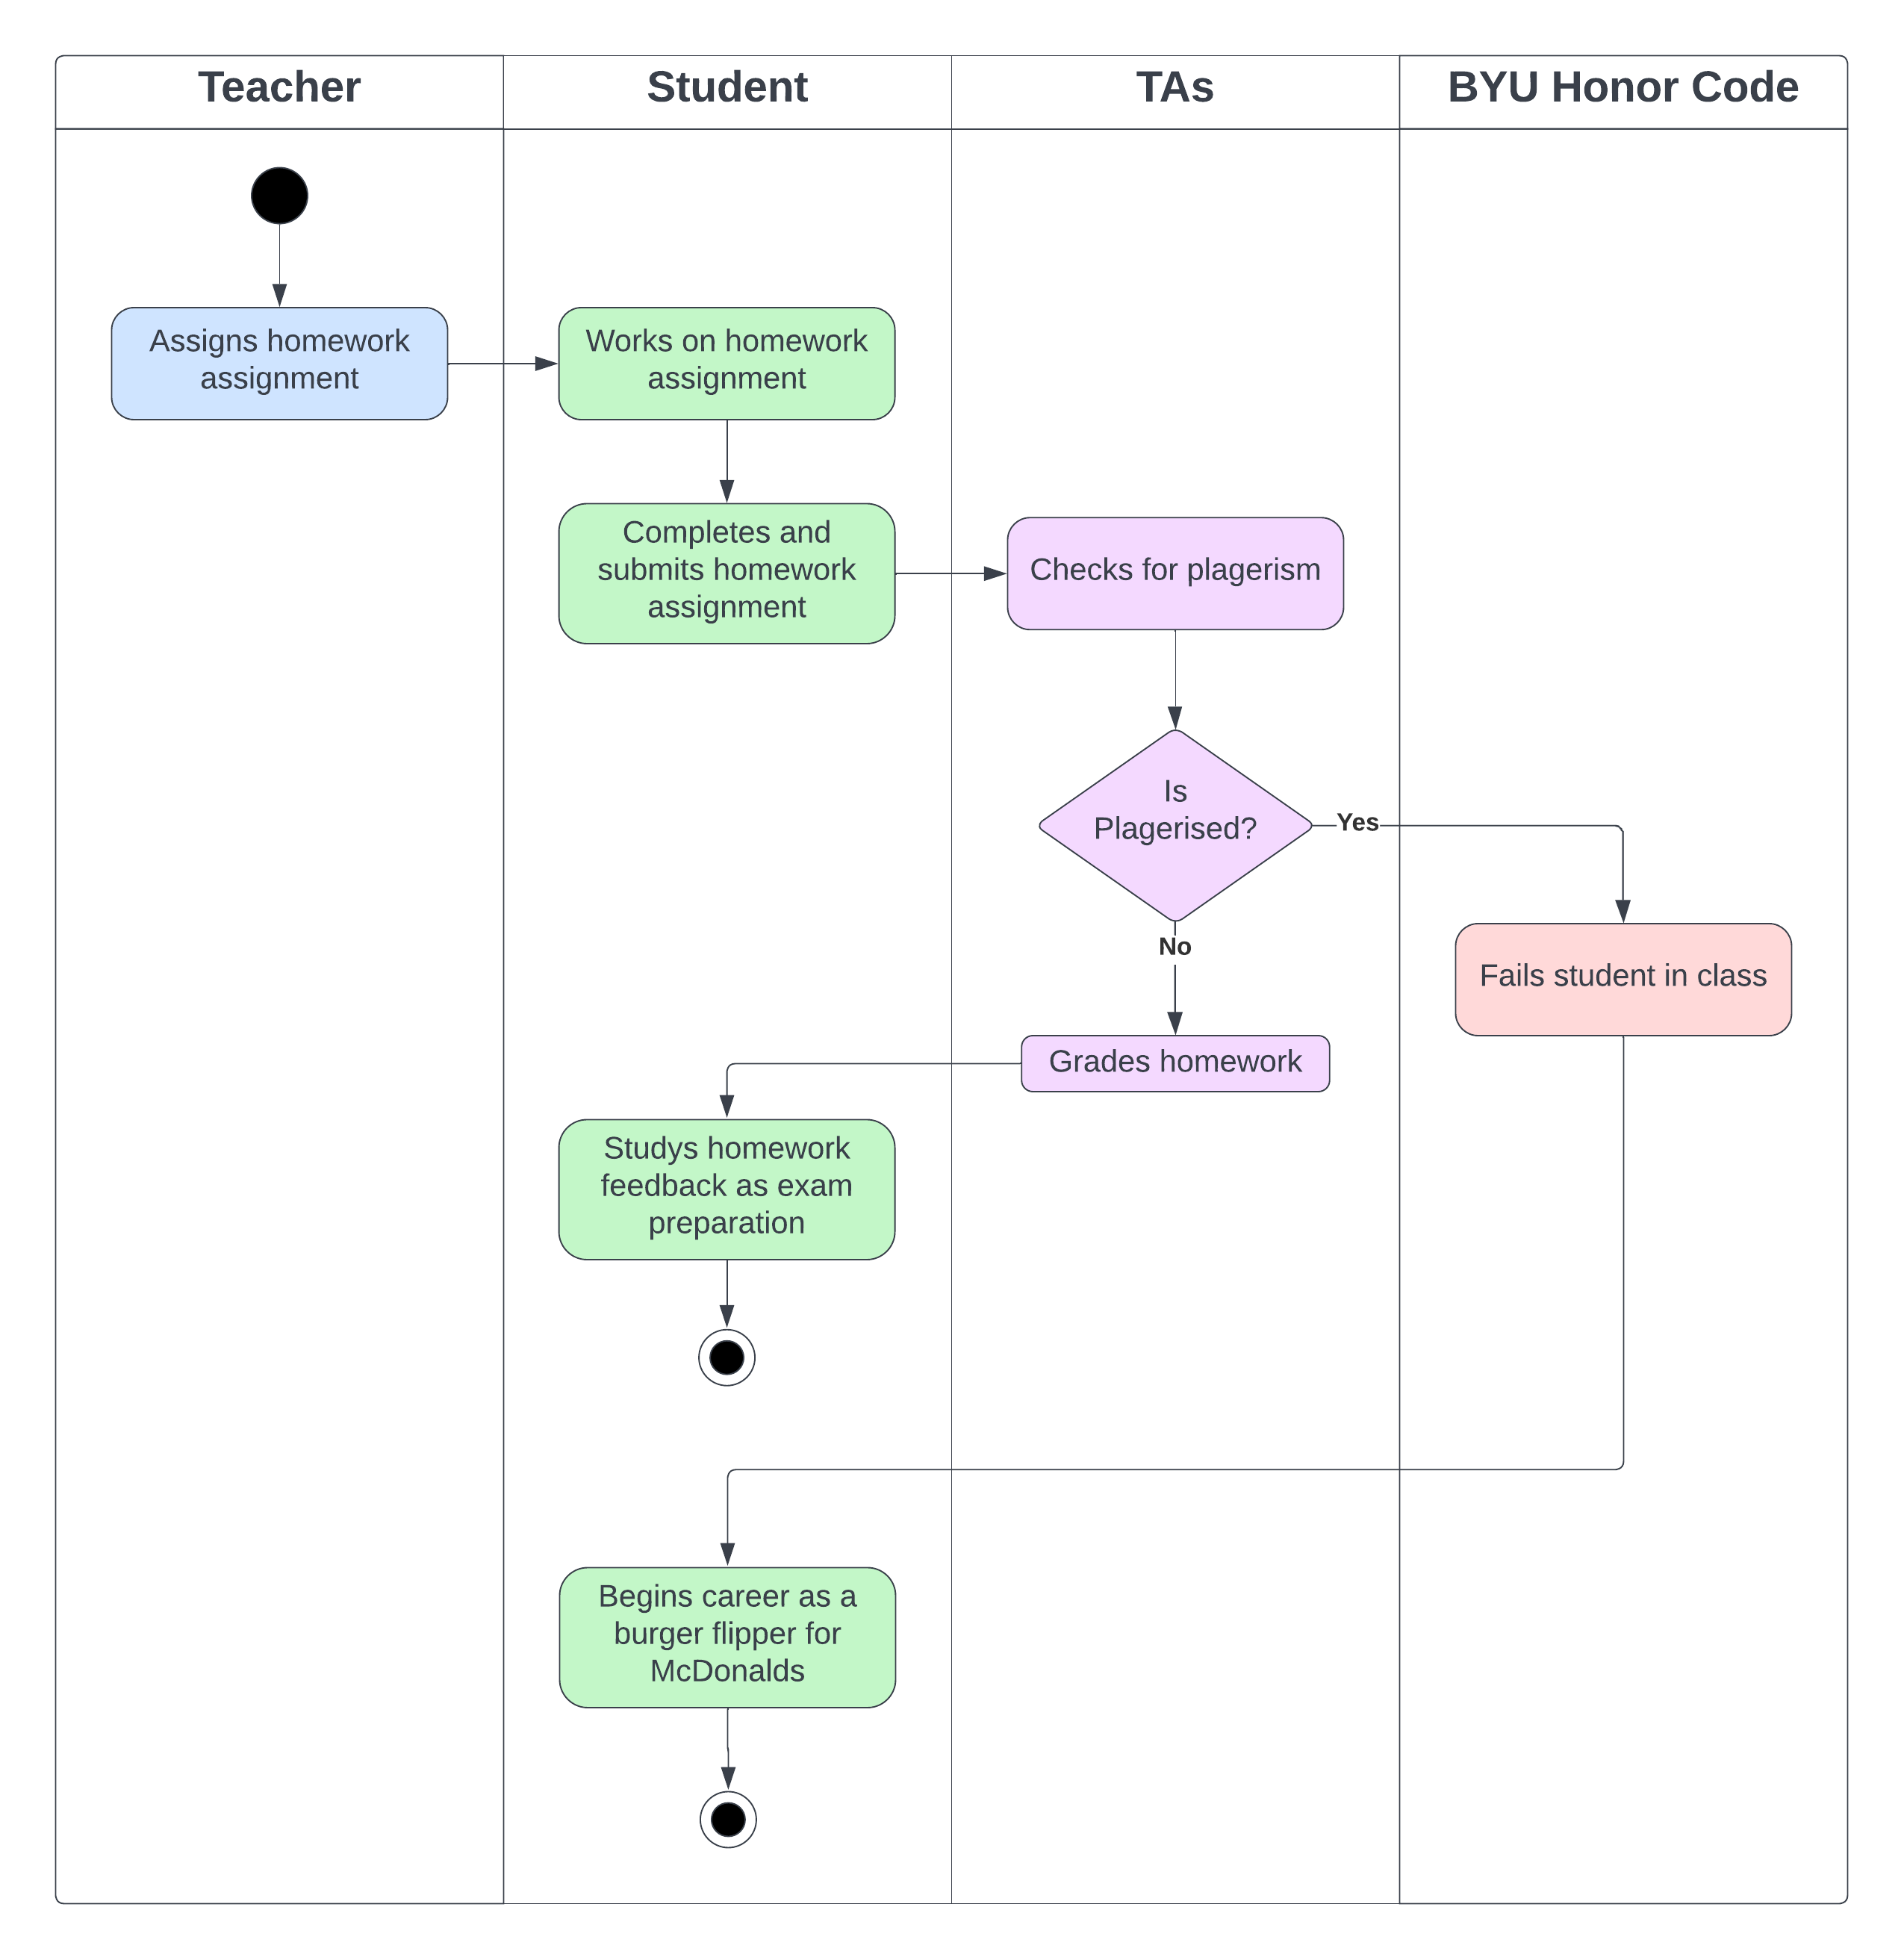 Teacher
Student
TAs
BYU Honor Code
Assigns homework
assignment
Works on homework
assignment
Completes and
submits homework
assignment
Checks for plagerism
Is
Plagerised?
Yes
No
Fails student in class
Grades homework
Studys homework
feedback as exam
preparation
Begins career as a
burger flipper for
McDonalds